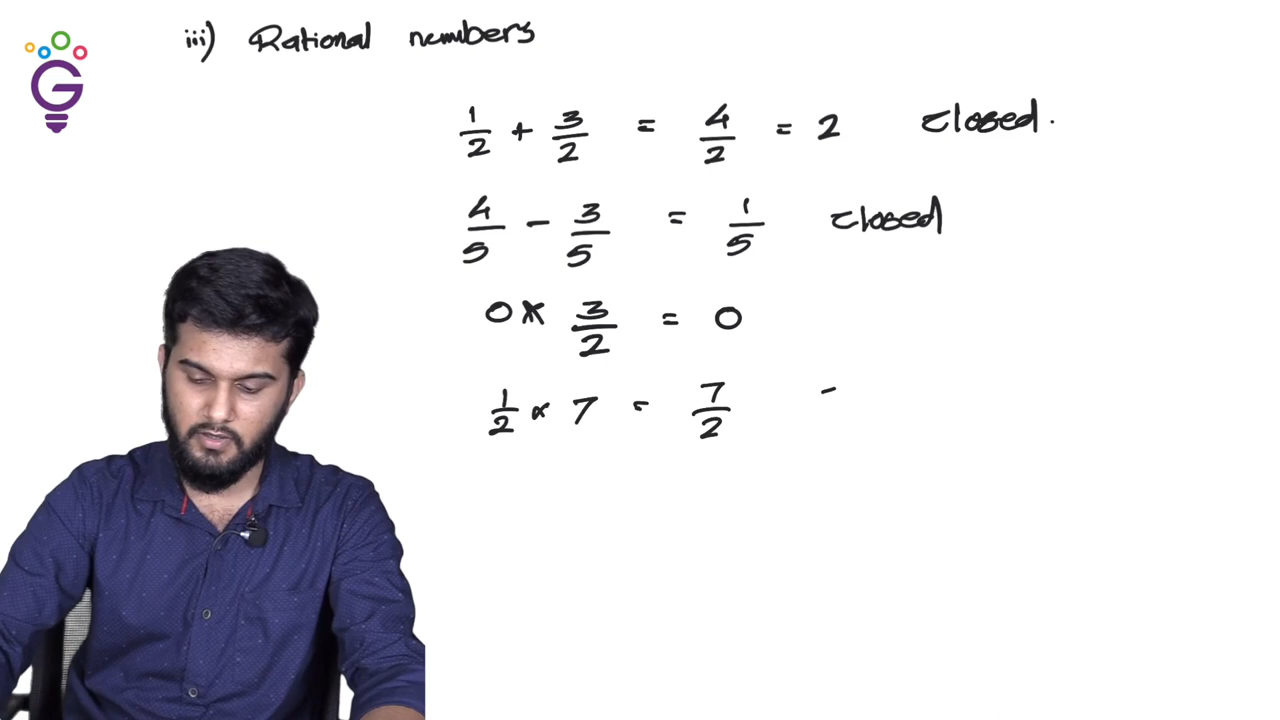 iii) Rational numbers
1/2 + 3/2 = 4/2 = 2 closed.
4/5 - 3/5 = 1/5 closed
0 × 3/2 = 0
1/2 × 7 = 7/2 -
G